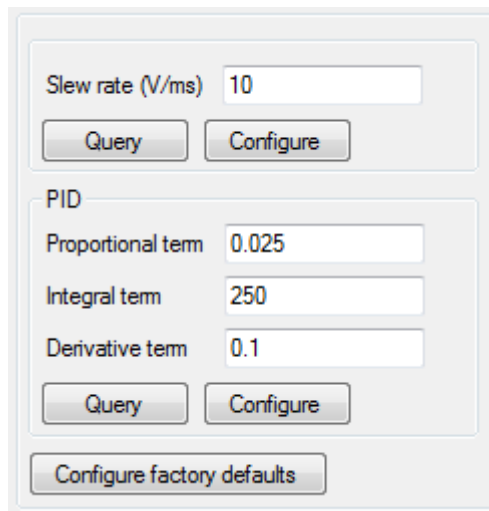 Slew rate (V/ms) 10
Query Configure
PID
Proportional term 0.025
Integral term 250
Derivative term 0.1
Query Configure
Configure factory defaults